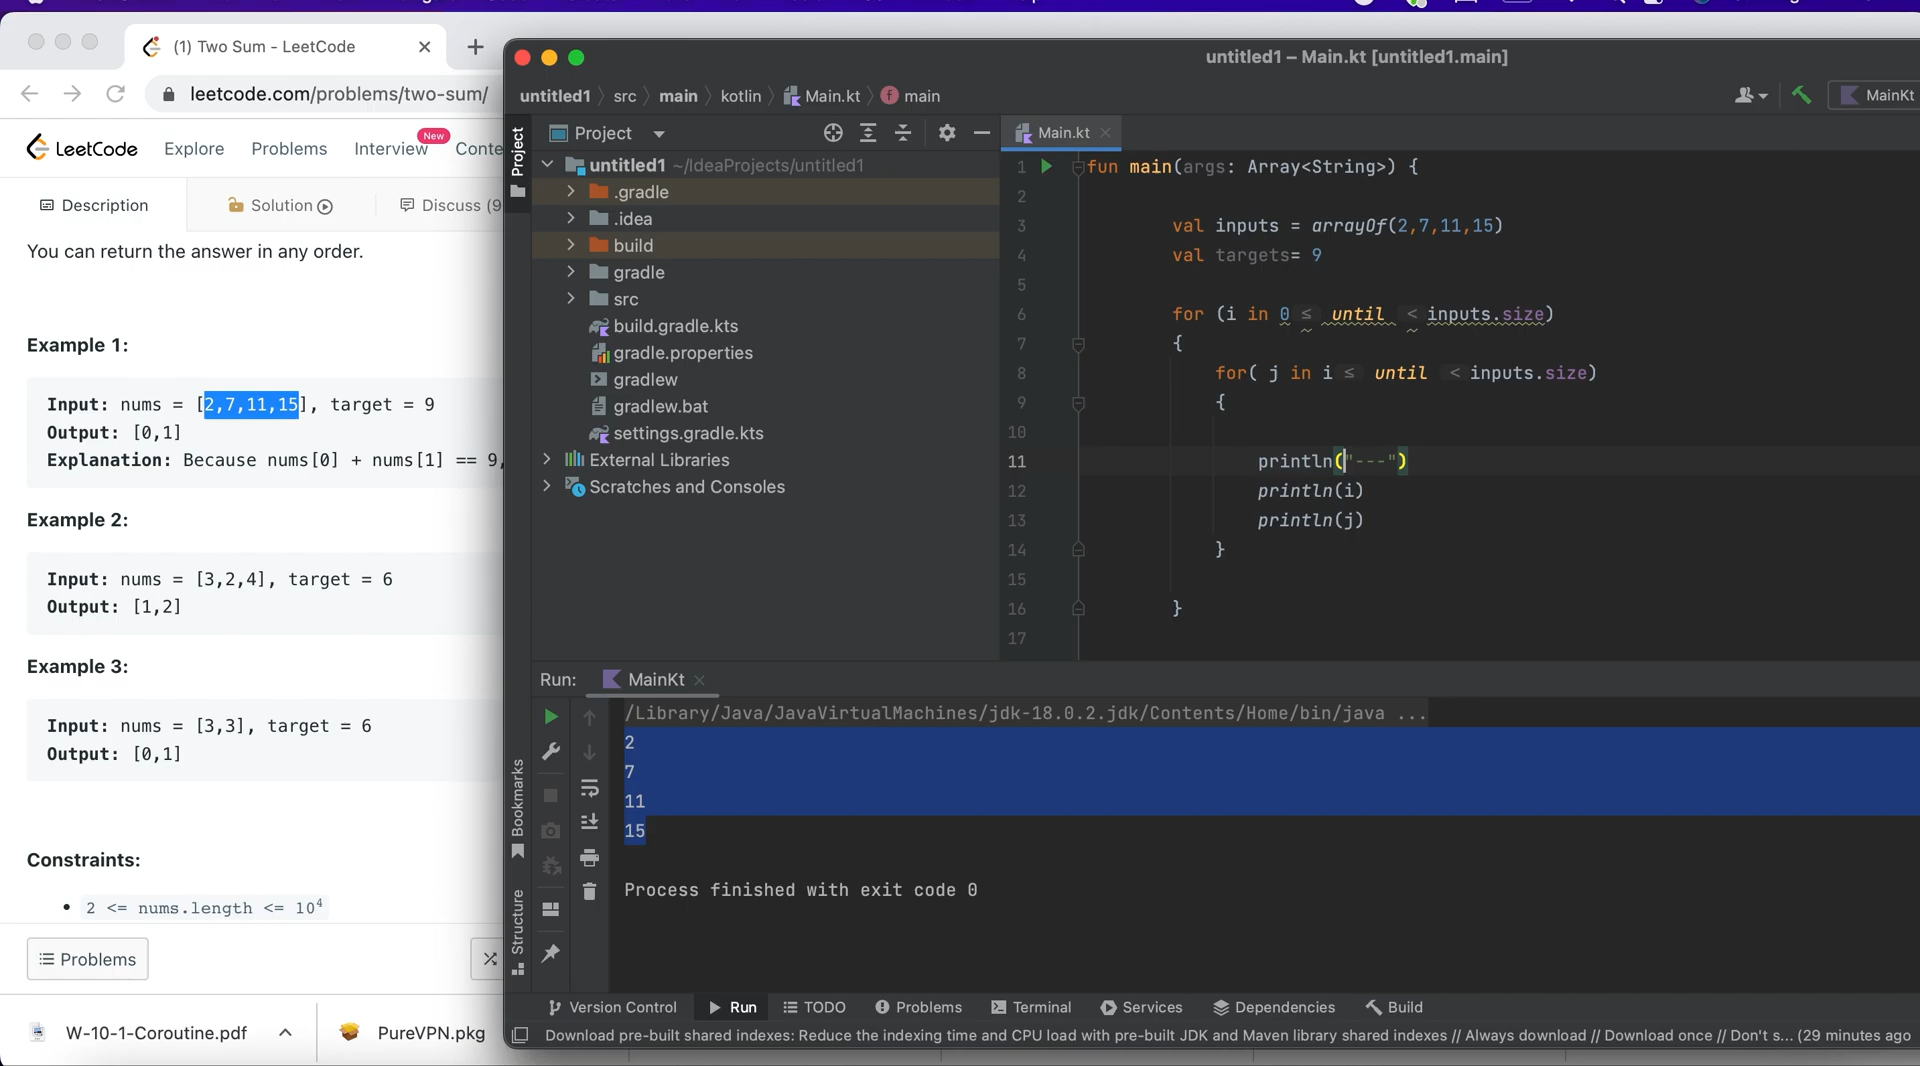 (1) Two Sum - LeetCode
leetcode.com/problems/two-sum/
LeetCode
Explore
Problems
Interview
New
Conte
Description
Solution
Discuss (9
You can return the answer in any order.
Example 1:
Input: nums = [2,7,11,15], target = 9
Output: [0,1]
Explanation: Because nums[0] + nums[1] == 9,
Example 2:
Input: nums = [3,2,4], target = 6
Output: [1,2]
Example 3:
Input: nums = [3,3], target = 6
Output: [0,1]
Constraints:
• 2 <= nums.length <= 10⁴
Problems
W-10-1-Coroutine.pdf
PureVPN.pkg
untitled1 – Main.kt [untitled1.main]
untitled1 › src › main › kotlin › Main.kt › main
MainKt
Project
Project
untitled1 ~/IdeaProjects/untitled1
.gradle
.idea
build
gradle
src
build.gradle.kts
gradle.properties
gradlew
gradlew.bat
settings.gradle.kts
External Libraries
Scratches and Consoles
Main.kt
1 fun main(args: Array<String>) {
2
3 val inputs = arrayOf(2,7,11,15)
4 val targets= 9
5
6 for (i in 0 ≤ until < inputs.size)
7 {
8 for( j in i ≤ until < inputs.size)
9 {
10
11 println("---")
12 println(i)
13 println(j)
14 }
15
16 }
17
Run: MainKt
/Library/Java/JavaVirtualMachines/jdk-18.0.2.jdk/Contents/Home/bin/java ...
2
7
11
15
Process finished with exit code 0
Bookmarks
Structure
Version Control
Run
TODO
Problems
Terminal
Services
Dependencies
Build
Download pre-built shared indexes: Reduce the indexing time and CPU load with pre-built JDK and Maven library shared indexes // Always download // Download once // Don't s... (29 minutes ago